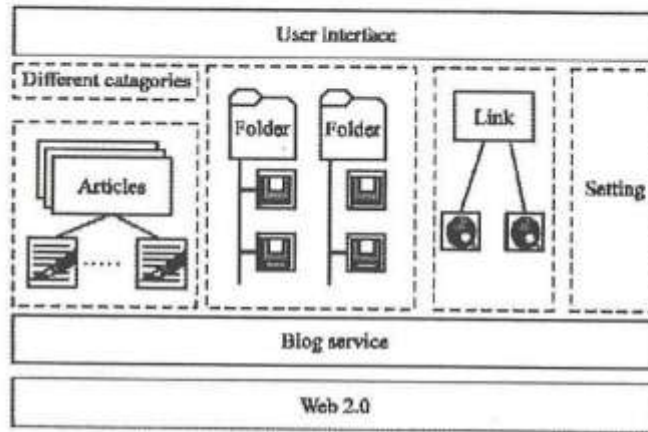 User interface
Different catagories
Folder
Folder
Link
Articles
Setting
Blog service
Web 2.0